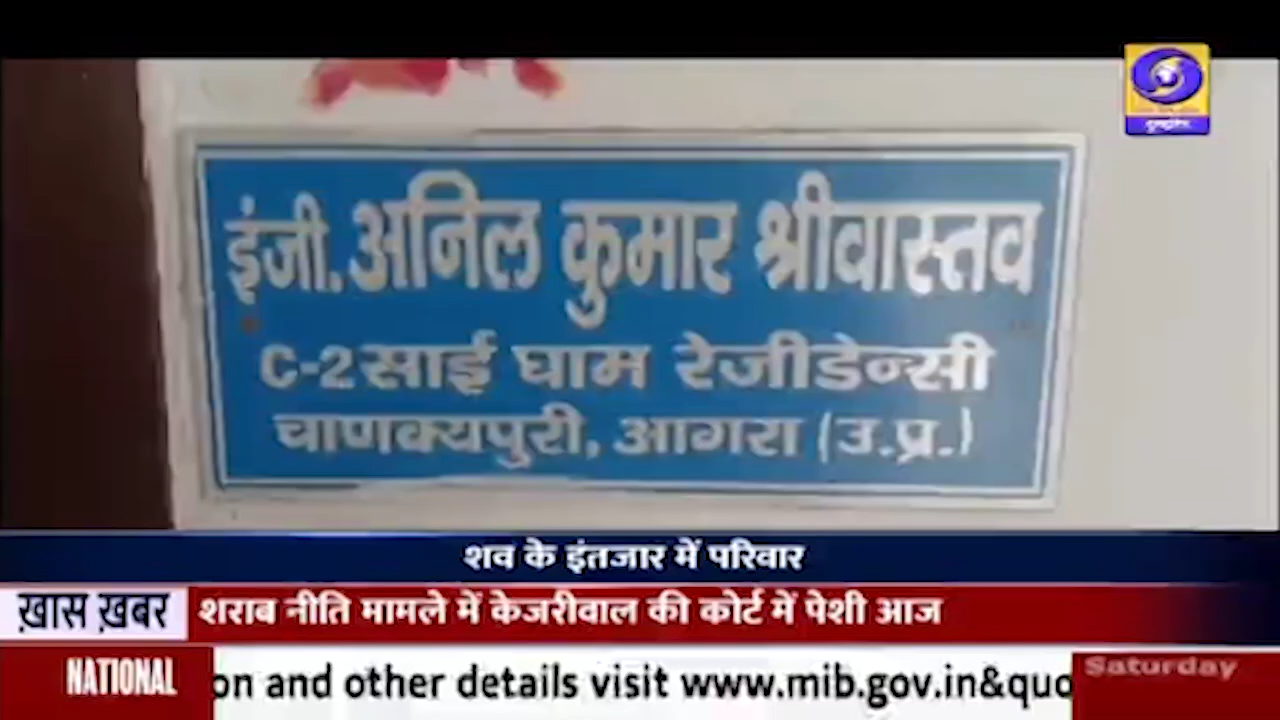 इंजी. अनिल कुमार श्रीवास्तव
C-2 साई धाम रेजीडेन्सी
चाणक्यपुरी, आगरा (उ.प्र.)
शव के इंतजार में परिवार
ख़ास ख़बर
शराब नीति मामले में केजरीवाल की कोर्ट में पेशी आज
NATIONAL
on and other details visit www.mib.gov.in&quo
Saturday